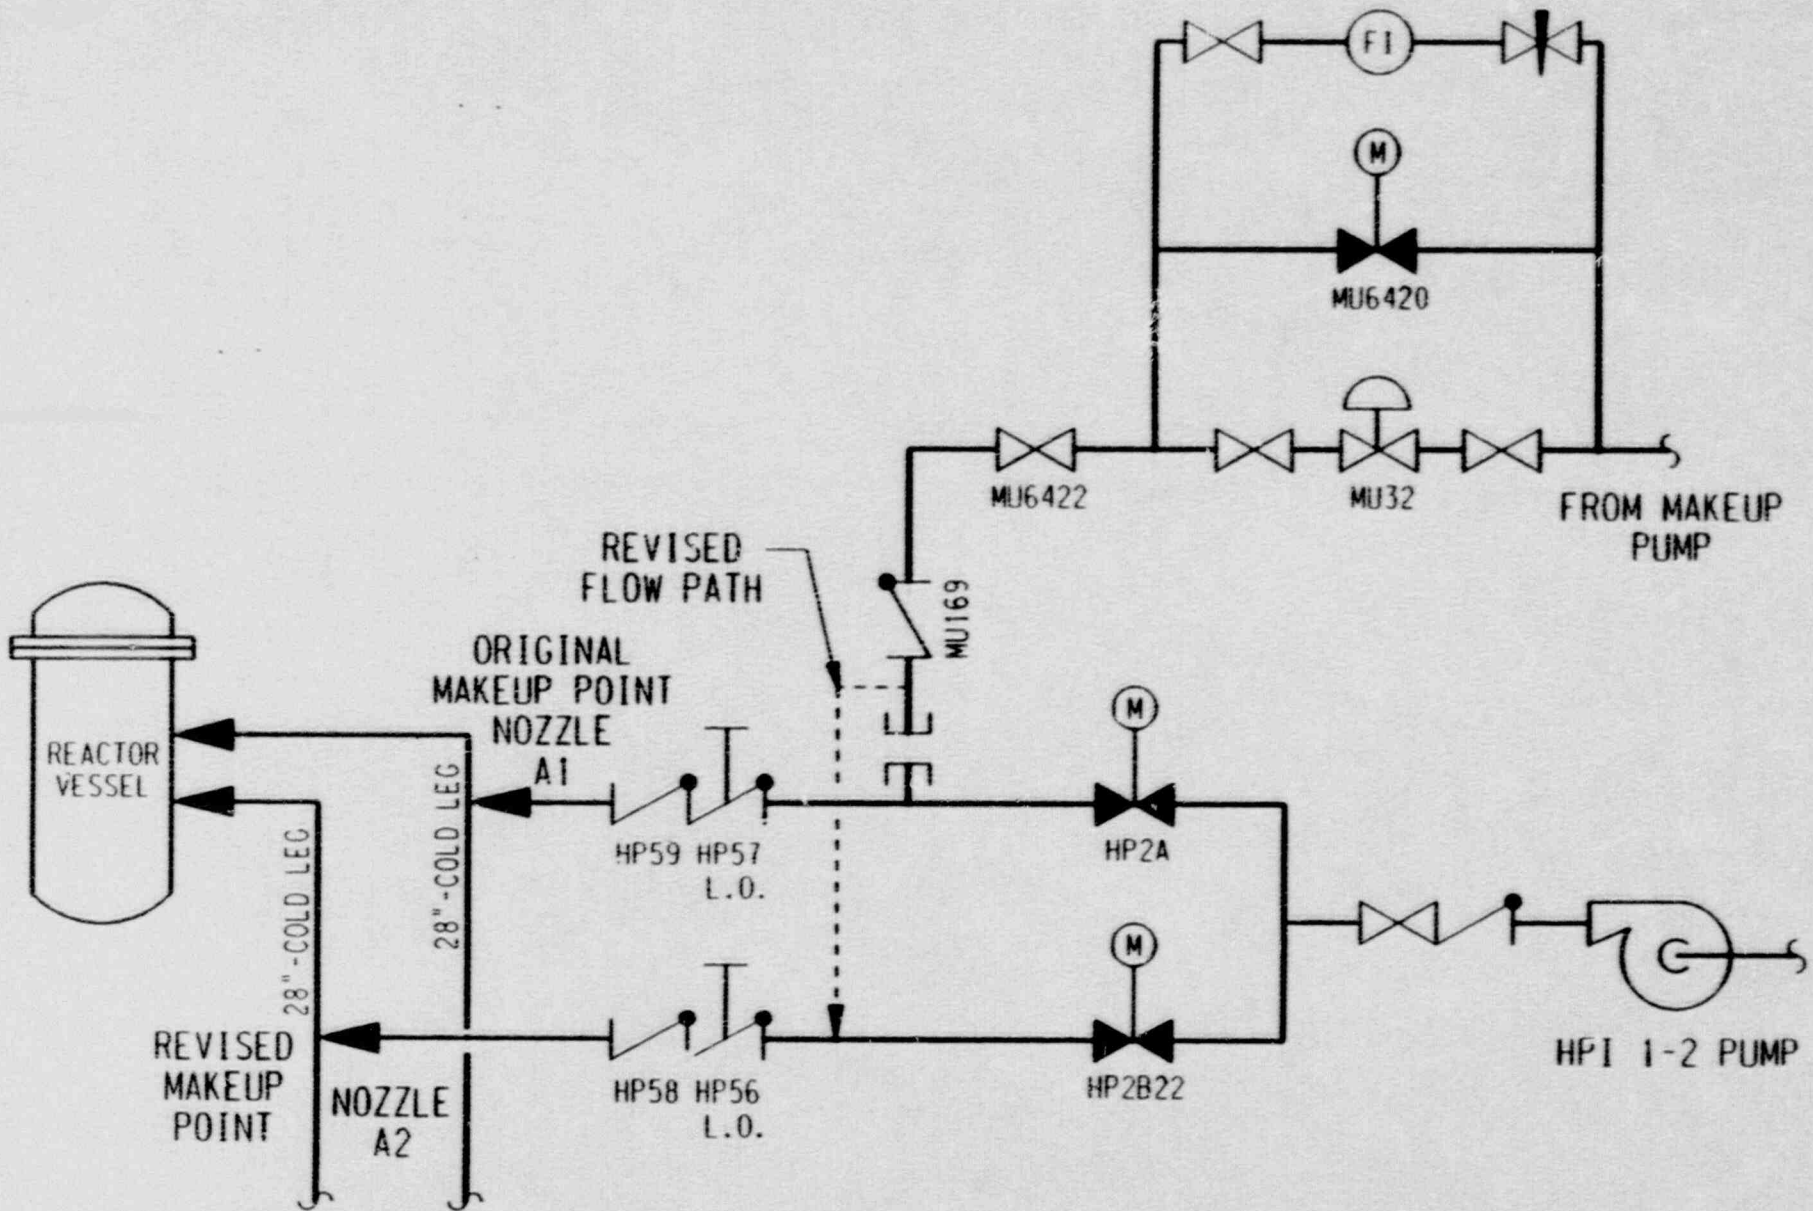 FI
M
MU6420
MU6422
MU32
FROM MAKEUP
PUMP
REVISED
FLOW PATH
MU169
ORIGINAL
MAKEUP POINT
NOZZLE
A1
M
REACTOR
VESSEL
28"-COLD LEG
28"-COLD LEG
HP59 HP57
L.O.
HP2A
M
REVISED
MAKEUP
POINT
NOZZLE
A2
HP58 HP56
L.O.
HP2B22
HPI 1-2 PUMP